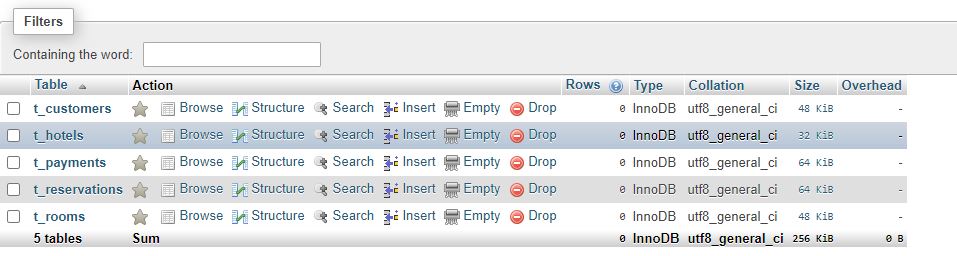 Filters
Containing the word:
Table Action Rows Type Collation Size Overhead
t_customers Browse Structure Search Insert Empty Drop 0 InnoDB utf8_general_ci 48 KiB -
t_hotels Browse Structure Search Insert Empty Drop 0 InnoDB utf8_general_ci 32 KiB -
t_payments Browse Structure Search Insert Empty Drop 0 InnoDB utf8_general_ci 64 KiB -
t_reservations Browse Structure Search Insert Empty Drop 0 InnoDB utf8_general_ci 64 KiB -
t_rooms Browse Structure Search Insert Empty Drop 0 InnoDB utf8_general_ci 48 KiB -
5 tables Sum 0 InnoDB utf8_general_ci 256 KiB 0 B